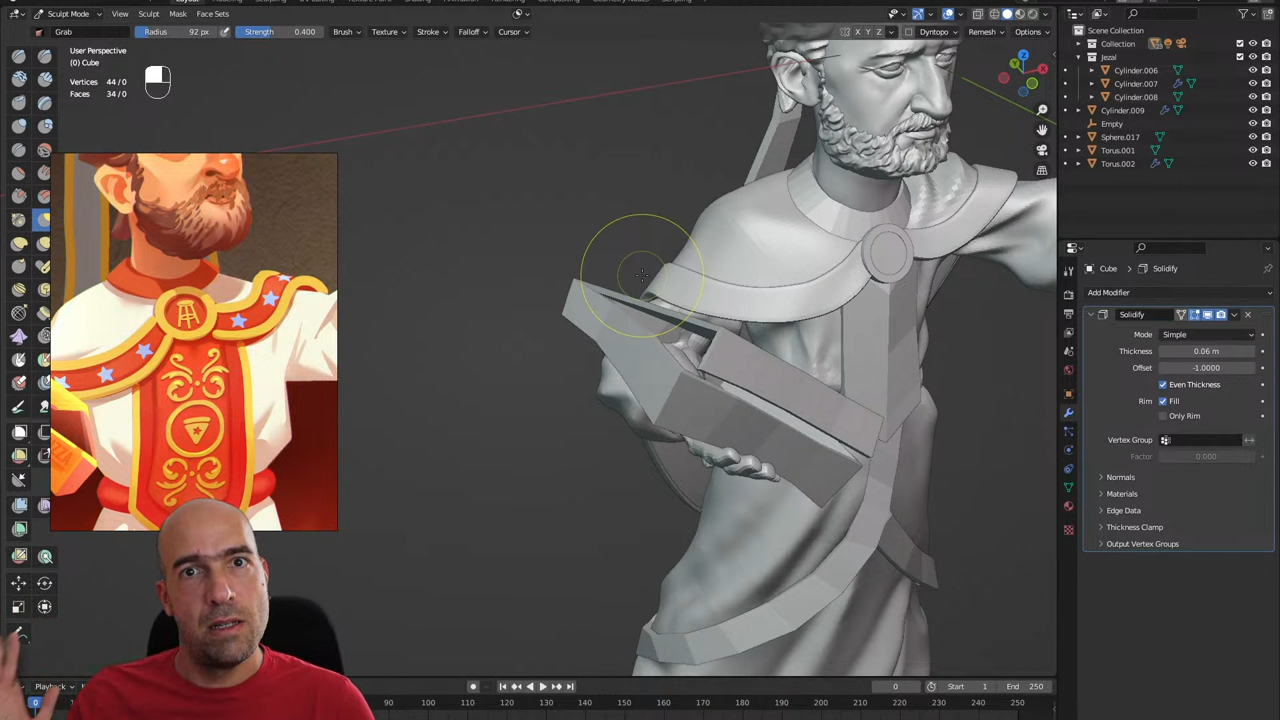 Layout
Sculpt Mode View Sculpt Mask Face Sets
Grab Radius 92 px Strength 0.400 Brush Texture Stroke Falloff Cursor X Y Z Dyntopo Remesh Options
User Perspective
(0) Cube
Vertices 44/0
Faces 34/0
Z
X
Y
Scene Collection
Collection
Jezal
Cylinder.006
Cylinder.007
Cylinder.008
Cylinder.009
Empty
Sphere.017
Torus.001
Torus.002
Cube Solidify
Add Modifier
Solidify
Mode Simple
Thickness 0.06 m
Offset -1.0000
Even Thickness
Rim Fill
Only Rim
Vertex Group
Factor 0.000
Normals
Materials
Edge Data
Thickness Clamp
Output Vertex Groups
Playback
0 Start 1 End 250
0 100 110 120 130 140 150 160 170 180 190 200 210 220 230 240 250